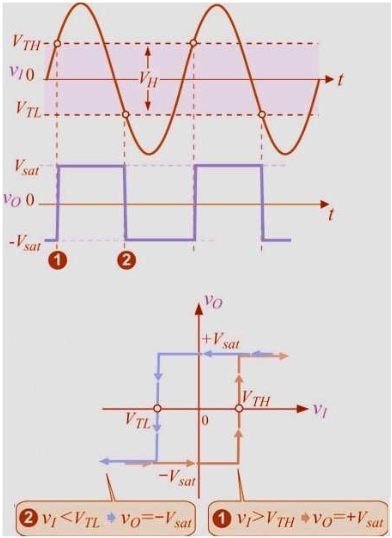 V_TH
v_I 0
V_H
t
V_TL
V_sat
v_O 0
t
-V_sat
1 2
v_O
+V_sat
V_TL 0 V_TH v_I
-V_sat
2 v_I<V_TL ➡ v_O=-V_sat
1 v_I>V_TH ➡ v_O=+V_sat